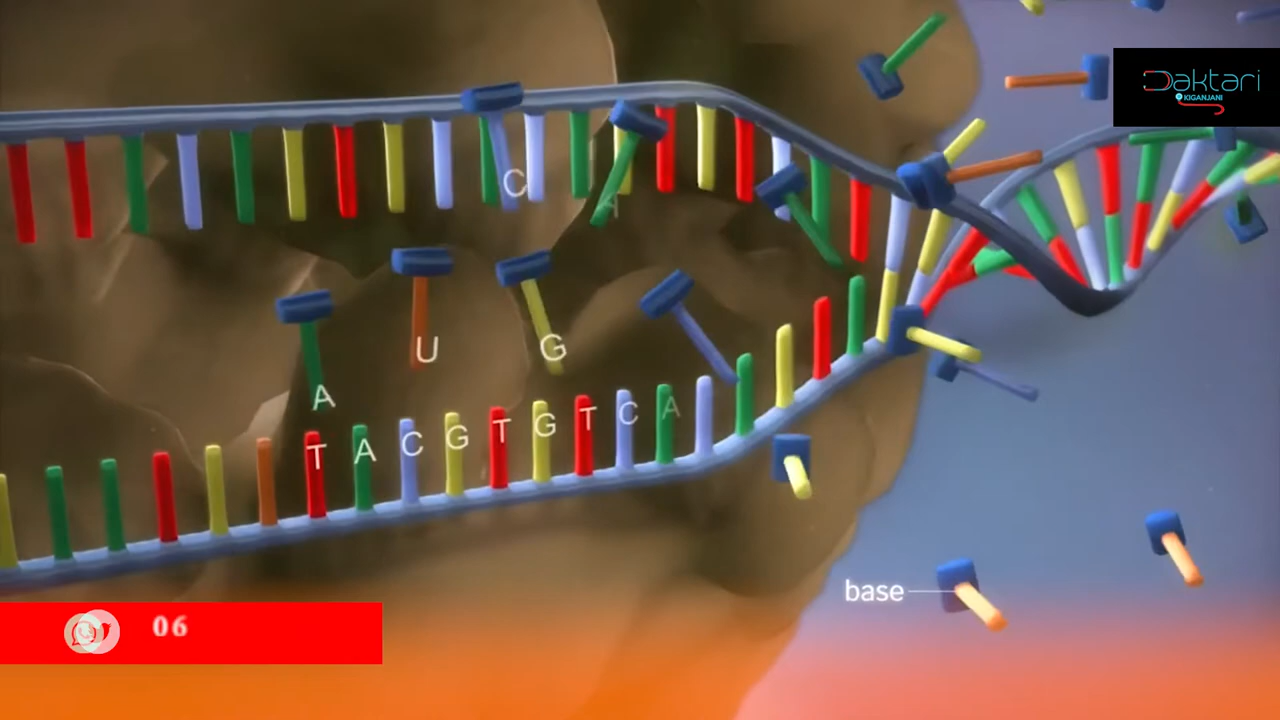 Daktari
KIGANJANI
C
A
U
G
A
T A C G T G T C A
base
06